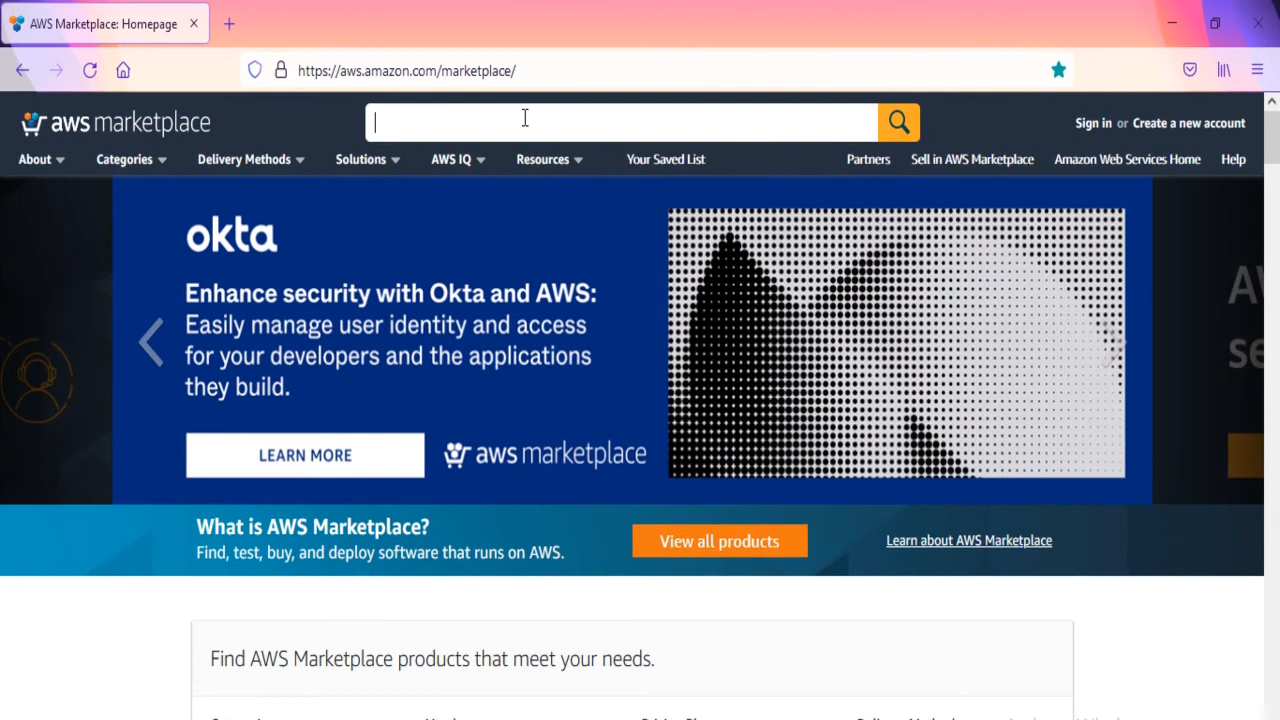 AWS Marketplace: Homepage
https://aws.amazon.com/marketplace/
aws marketplace
Sign in or Create a new account
About Categories Delivery Methods Solutions AWS IQ Resources Your Saved List Partners Sell in AWS Marketplace Amazon Web Services Home Help
okta
Enhance security with Okta and AWS:
Easily manage user identity and access
for your developers and the applications
they build.
LEARN MORE
aws marketplace
What is AWS Marketplace?
Find, test, buy, and deploy software that runs on AWS.
View all products
Learn about AWS Marketplace
Find AWS Marketplace products that meet your needs.